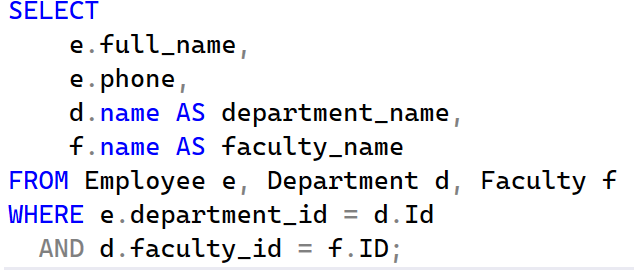 SELECT
    e.full_name,
    e.phone,
    d.name AS department_name,
    f.name AS faculty_name
FROM Employee e, Department d, Faculty f
WHERE e.department_id = d.Id
  AND d.faculty_id = f.ID;